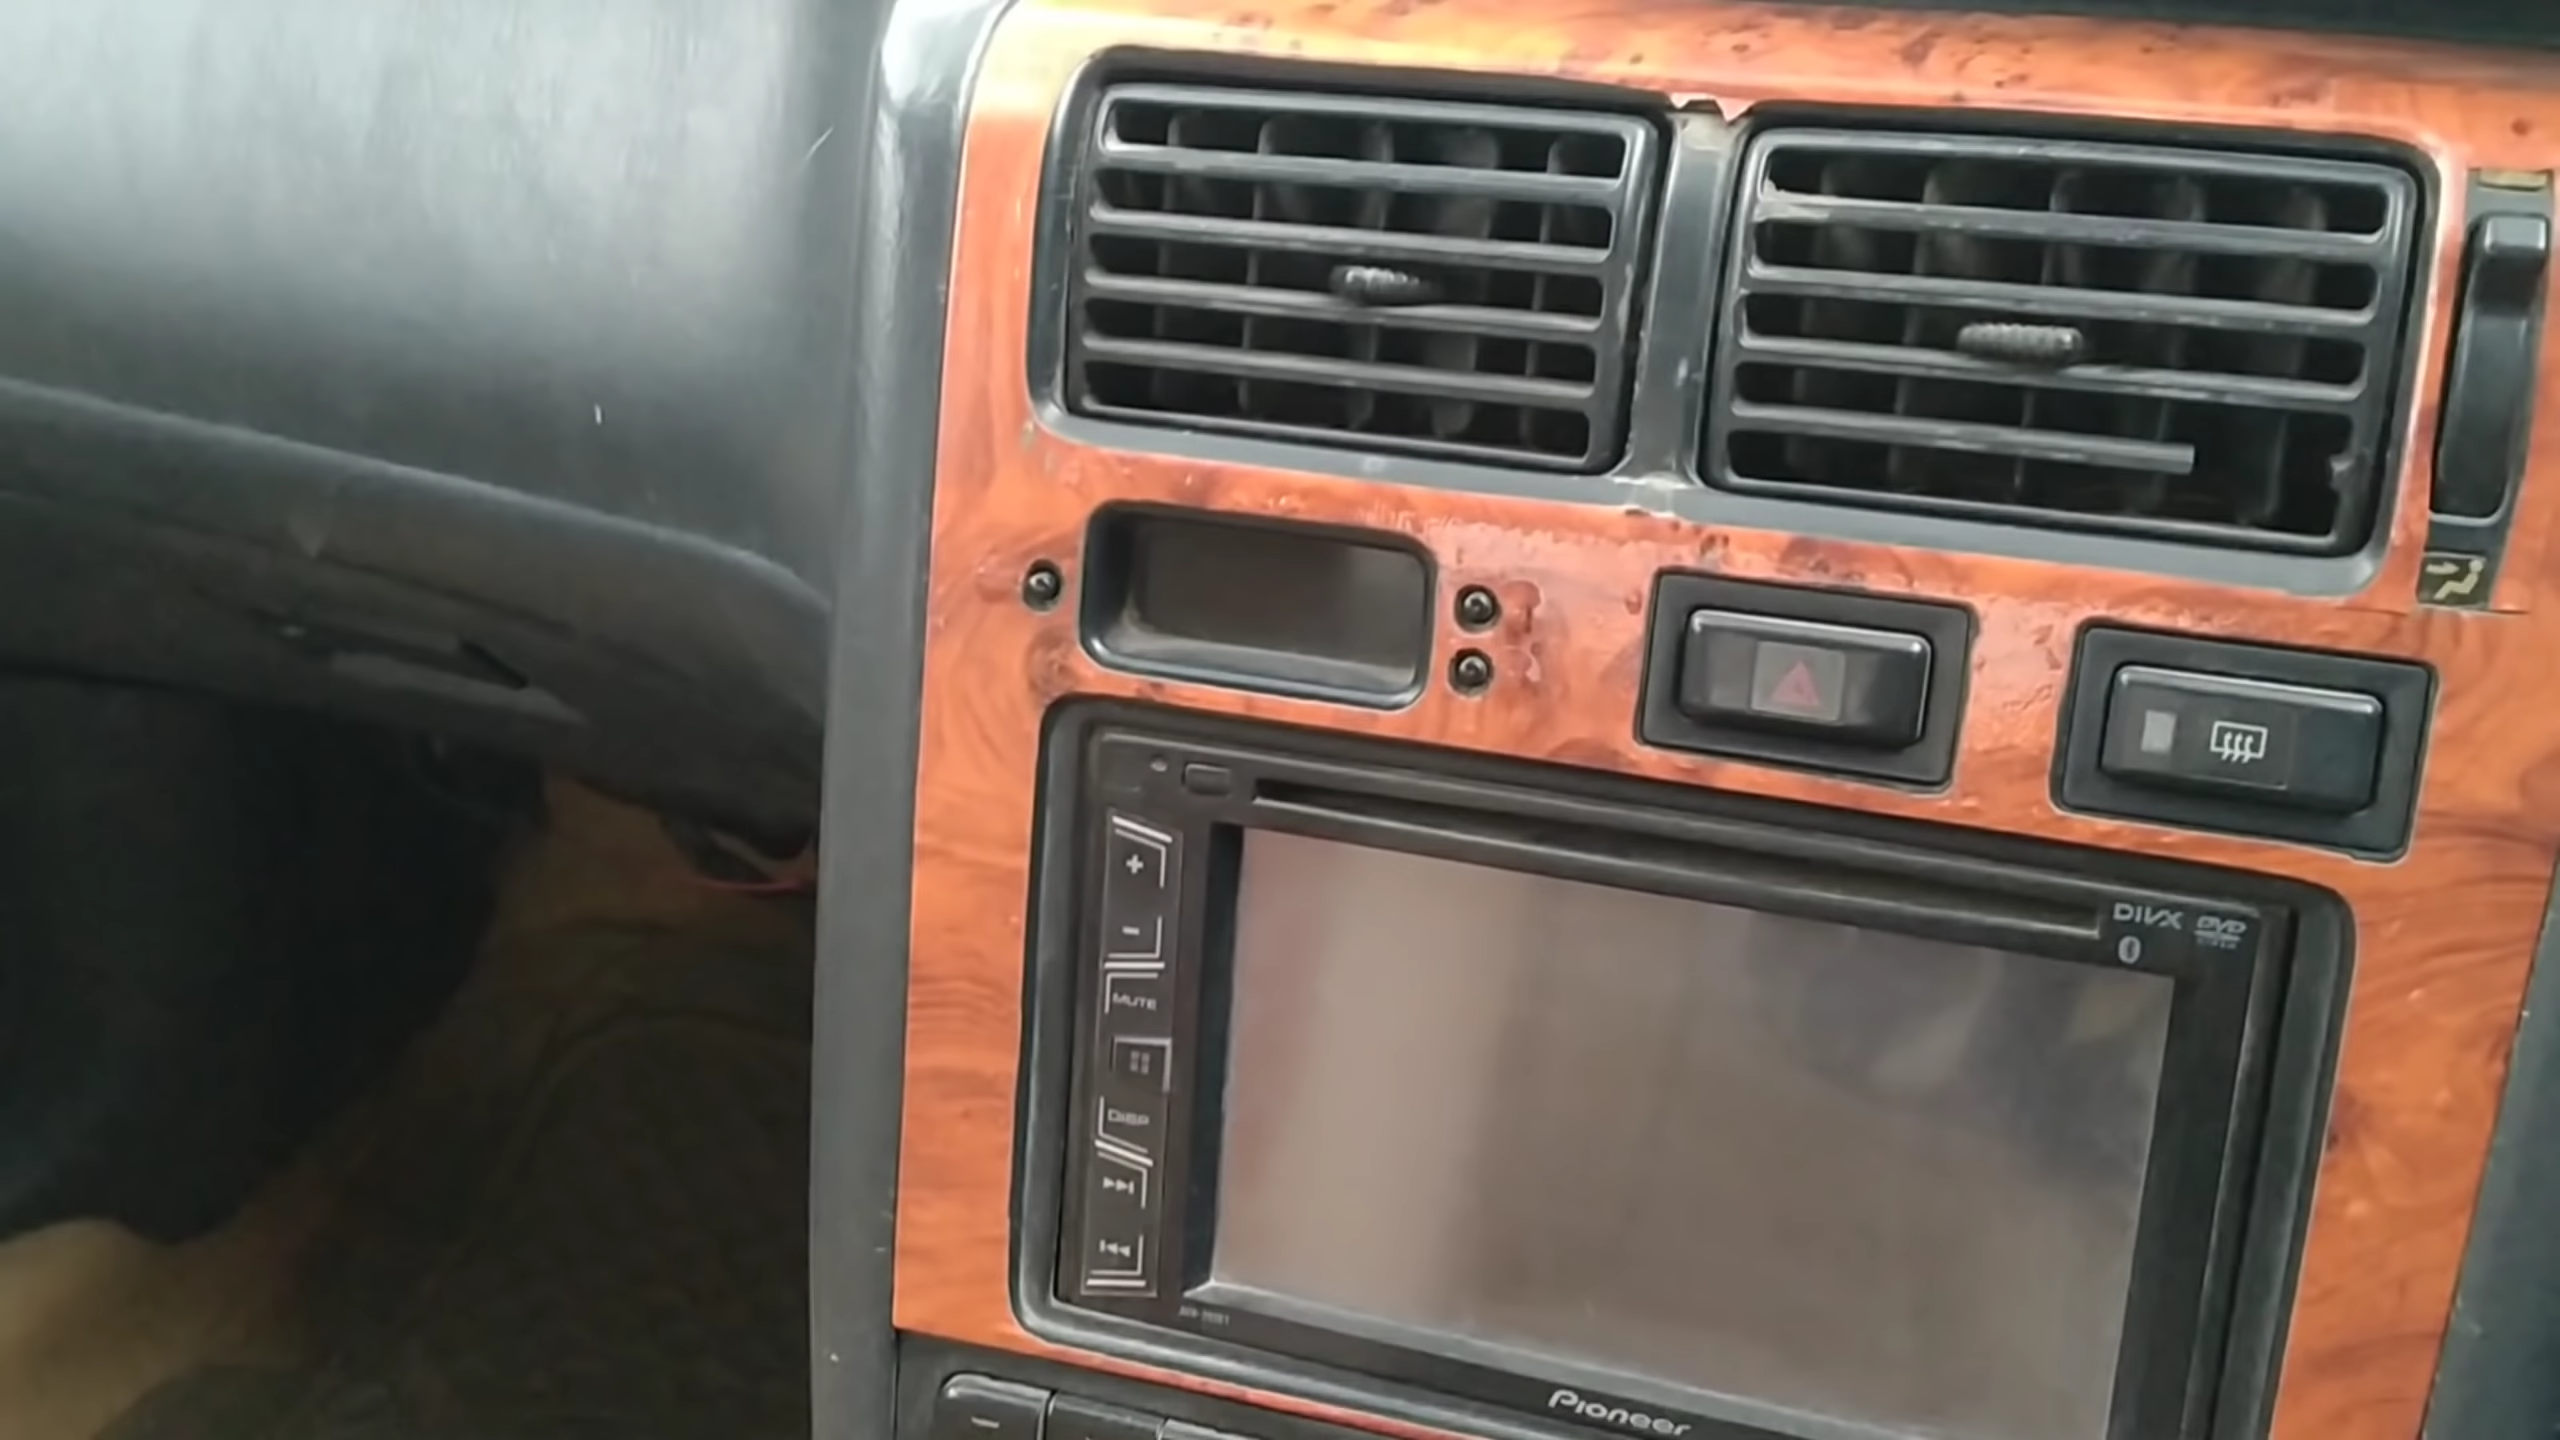 DIVX DVD
+
-
MUTE
DISP
Pioneer